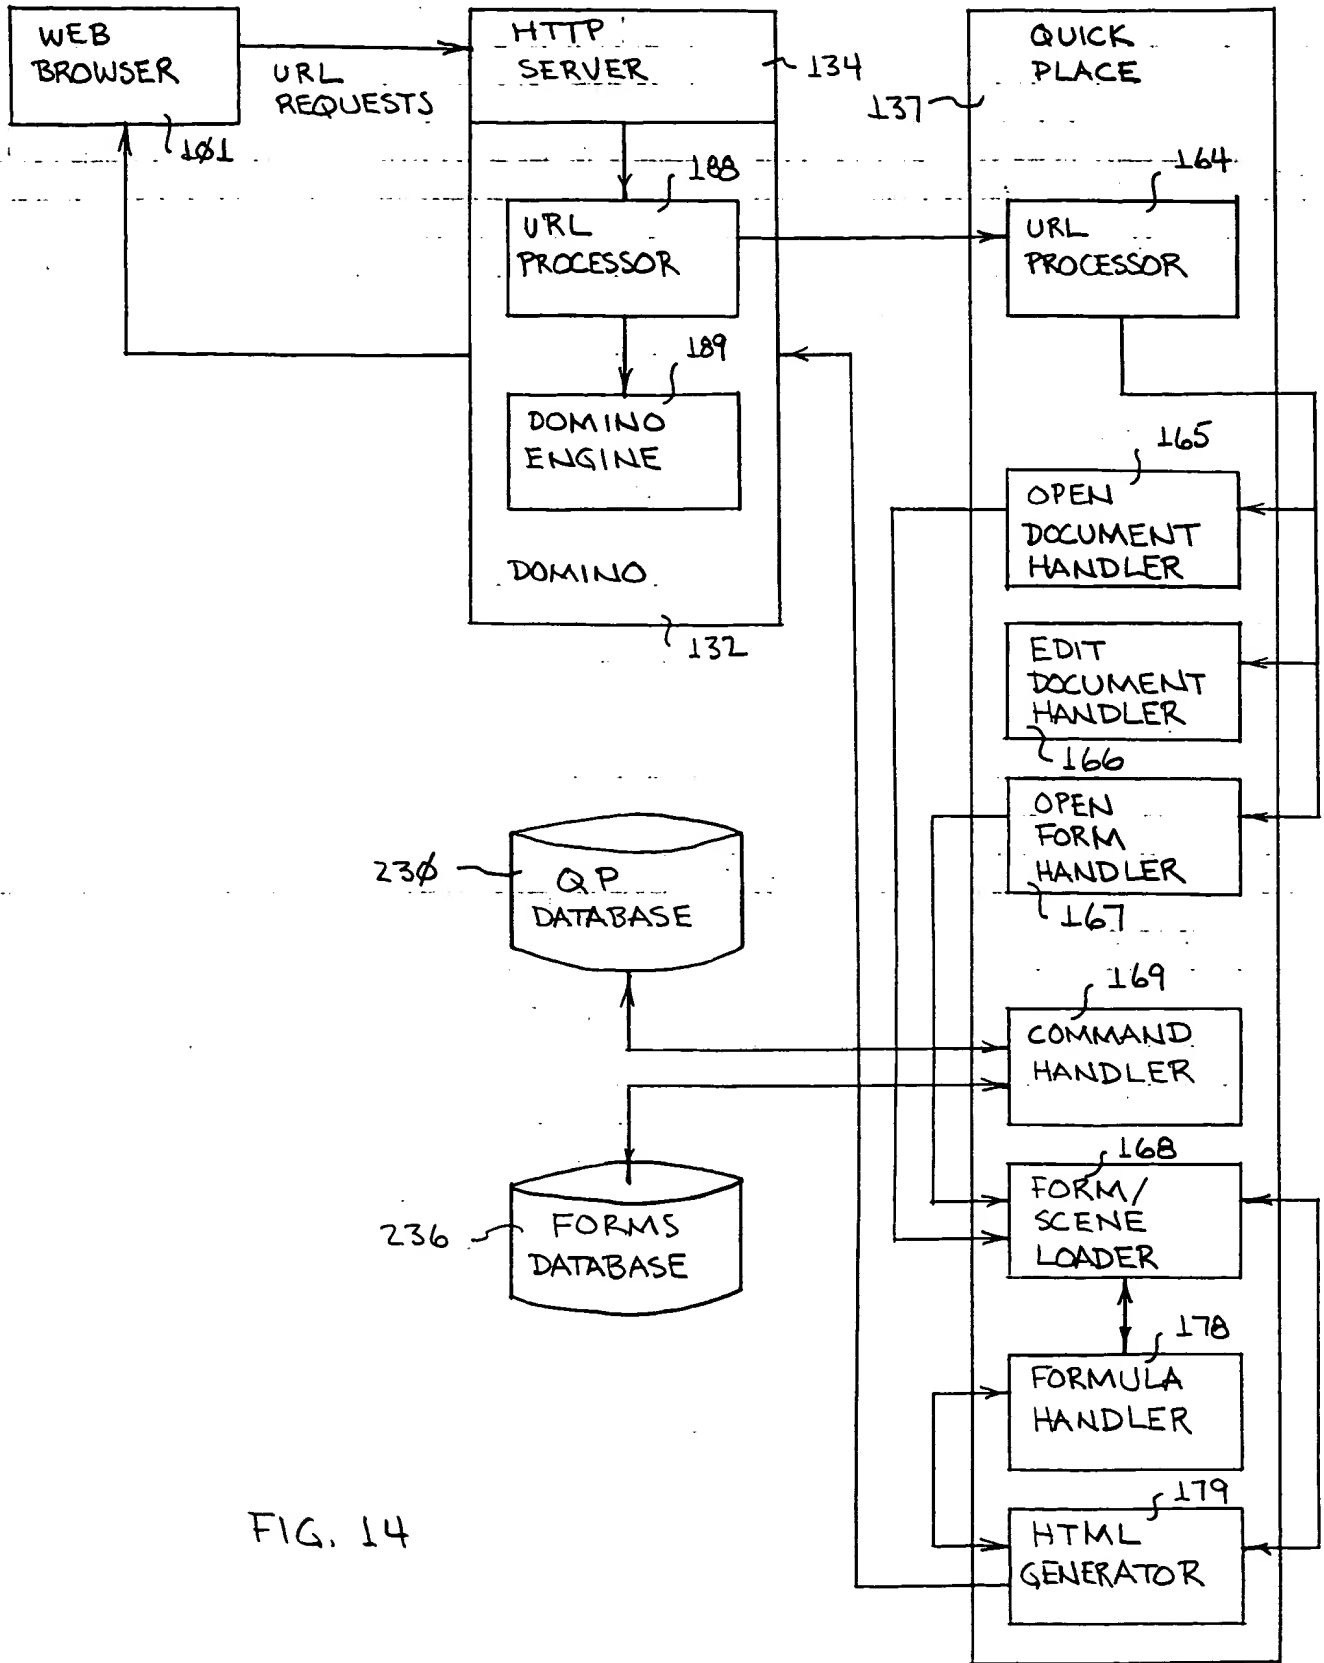 WEB
BROWSER
101
URL
REQUESTS
HTTP
SERVER
134
QUICK
PLACE
137
188
URL
PROCESSOR
164
URL
PROCESSOR
189
DOMINO
ENGINE
DOMINO
132
165
OPEN
DOCUMENT
HANDLER
EDIT
DOCUMENT
HANDLER
166
OPEN
FORM
HANDLER
167
230
QP
DATABASE
169
COMMAND
HANDLER
236
FORMS
DATABASE
168
FORM/
SCENE
LOADER
178
FORMULA
HANDLER
179
HTML
GENERATOR
FIG. 14